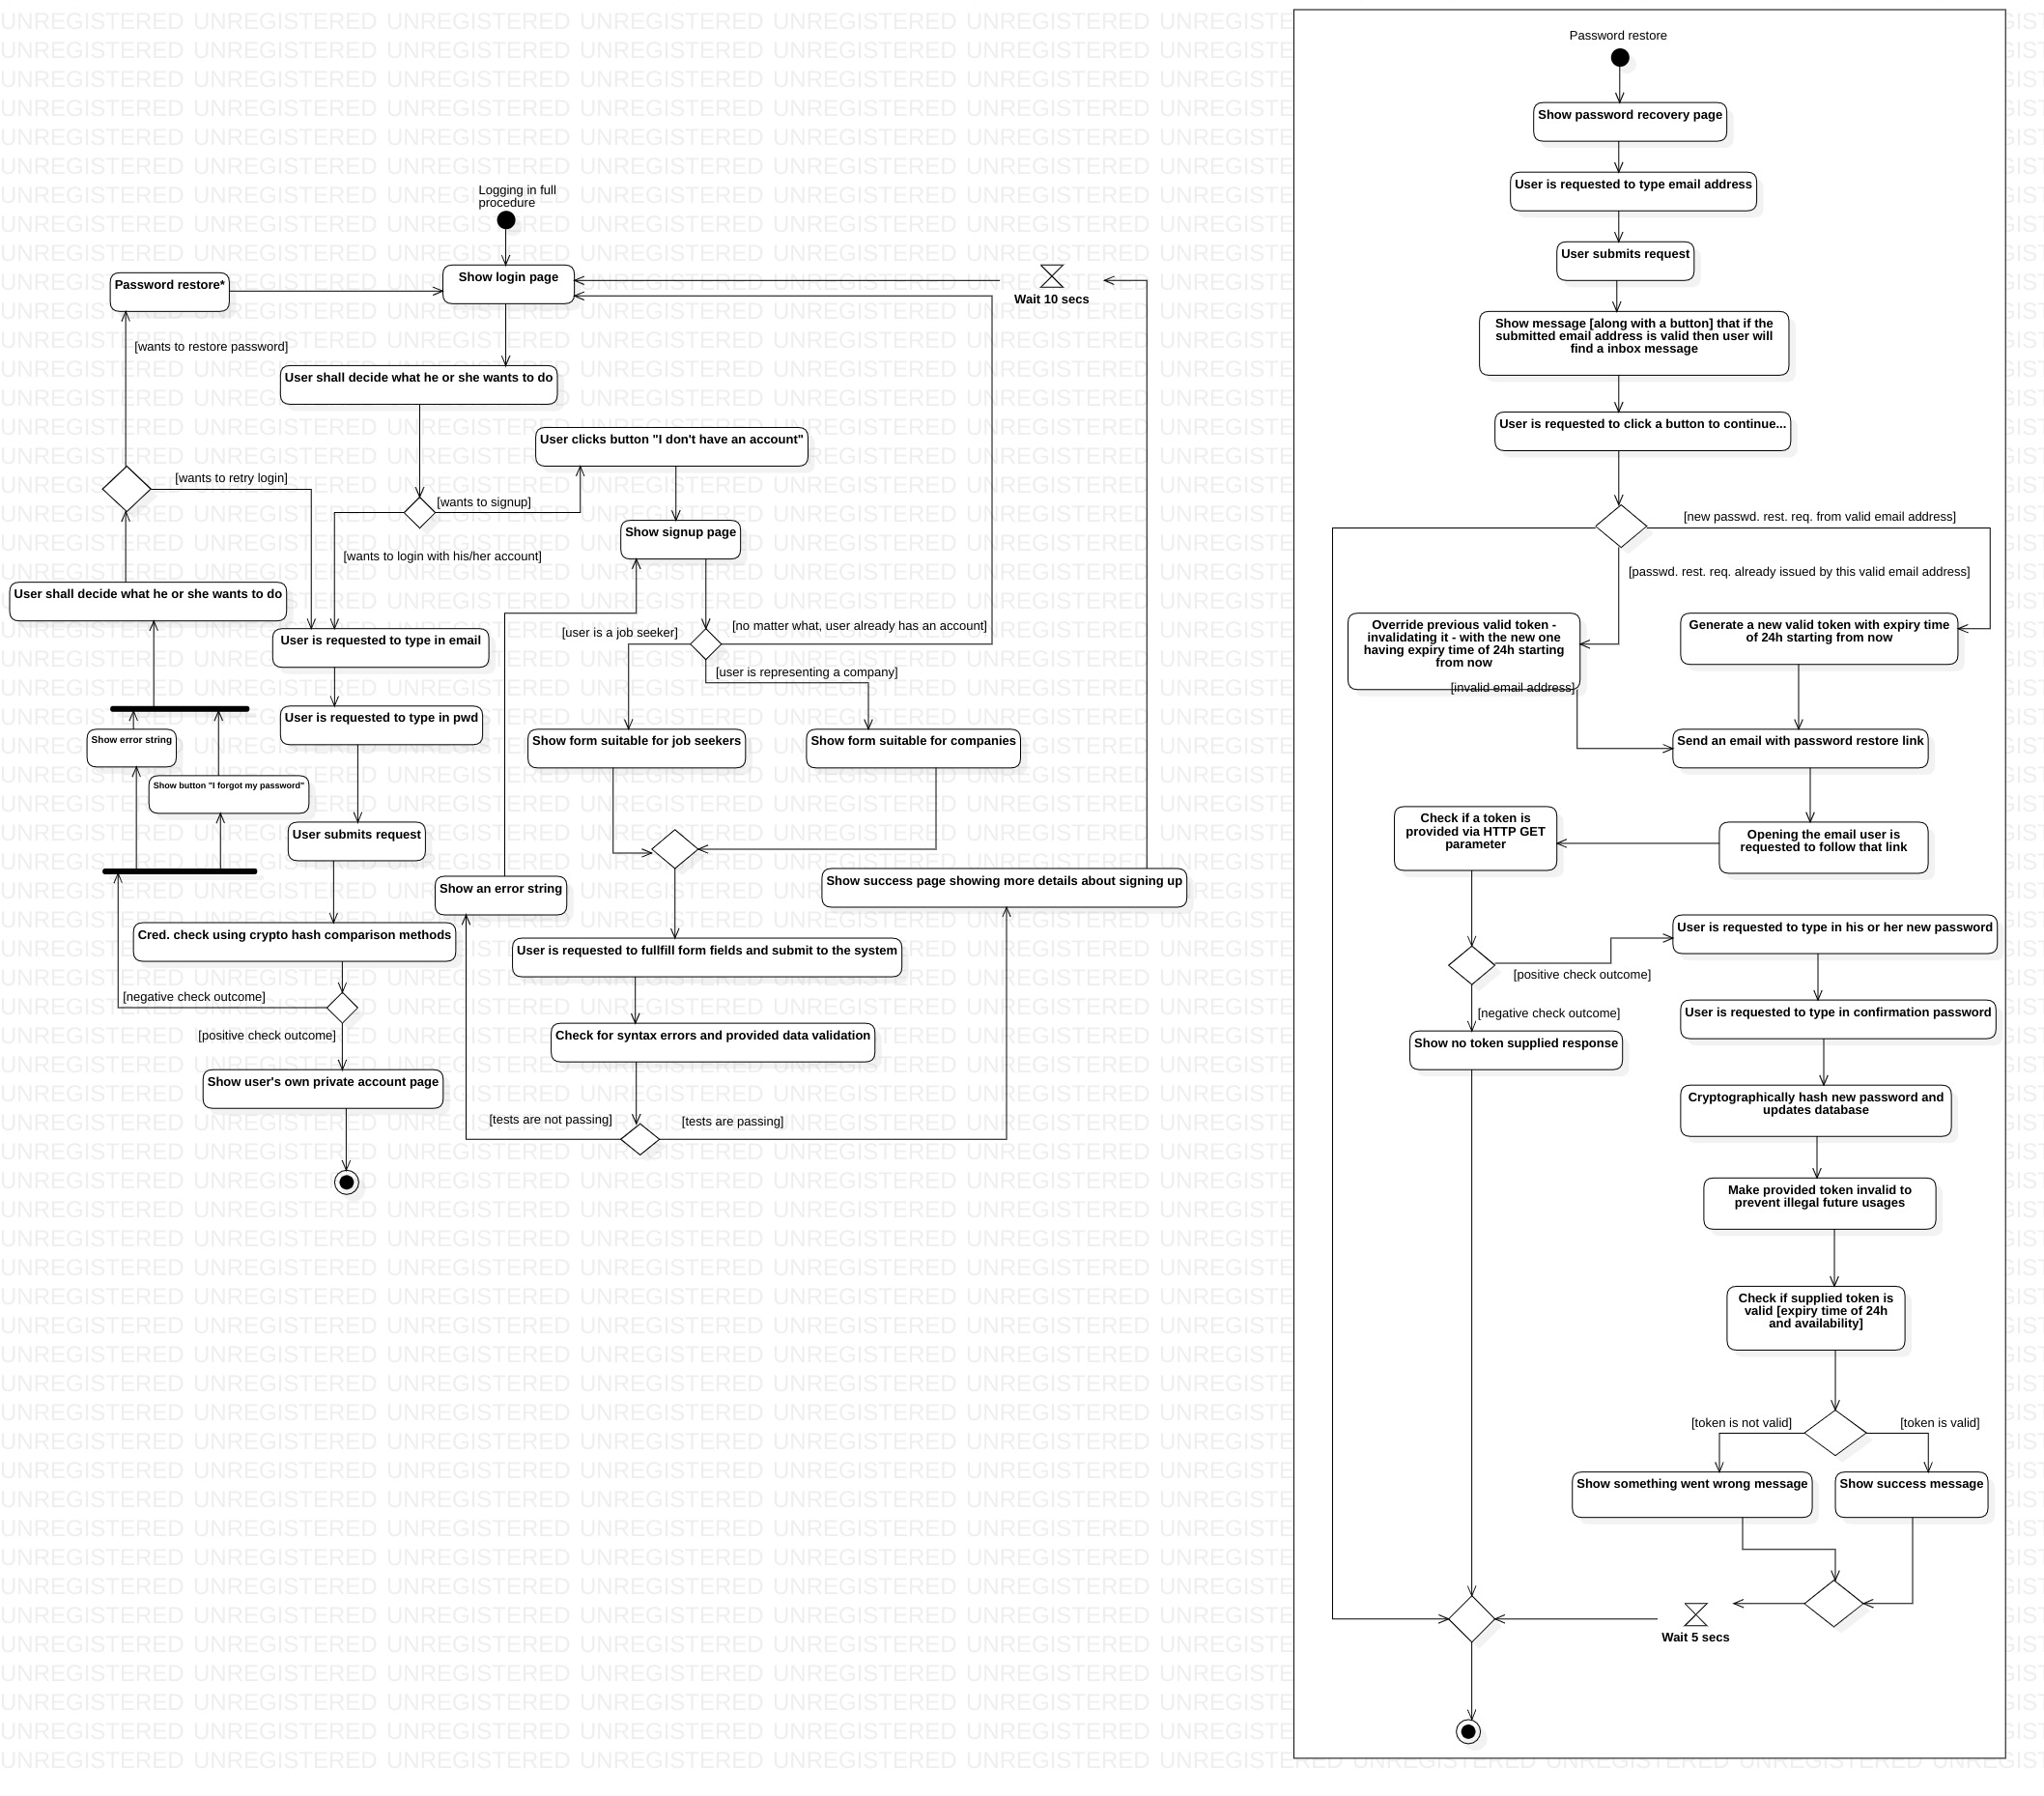 Logging in full
procedure
Show login page
Password restore*
Wait 10 secs
[wants to restore password]
User shall decide what he or she wants to do
User clicks button "I don't have an account"
[wants to retry login]
[wants to signup]
Show signup page
[wants to login with his/her account]
User shall decide what he or she wants to do
User is requested to type in email
[user is a job seeker]
[no matter what, user already has an account]
[user is representing a company]
User is requested to type in pwd
Show error string
Show form suitable for job seekers
Show form suitable for companies
Show button "I forgot my password"
User submits request
Show an error string
Show success page showing more details about signing up
Cred. check using crypto hash comparison methods
User is requested to fullfill form fields and submit to the system
[negative check outcome]
[positive check outcome]
Check for syntax errors and provided data validation
Show user's own private account page
[tests are not passing]
[tests are passing]
Password restore
Show password recovery page
User is requested to type email address
User submits request
Show message [along with a button] that if the
submitted email address is valid then user will
find a inbox message
User is requested to click a button to continue...
[new passwd. rest. req. from valid email address]
[passwd. rest. req. already issued by this valid email address]
Override previous valid token -
invalidating it - with the new one
having expiry time of 24h starting
from now
Generate a new valid token with expiry time
of 24h starting from now
[invalid email address]
Send an email with password restore link
Check if a token is
provided via HTTP GET
parameter
Opening the email user is
requested to follow that link
User is requested to type in his or her new password
[positive check outcome]
[negative check outcome]
User is requested to type in confirmation password
Show no token supplied response
Cryptographically hash new password and
updates database
Make provided token invalid to
prevent illegal future usages
Check if supplied token is
valid [expiry time of 24h
and availability]
[token is not valid]
[token is valid]
Show something went wrong message
Show success message
Wait 5 secs
UNREGISTERED